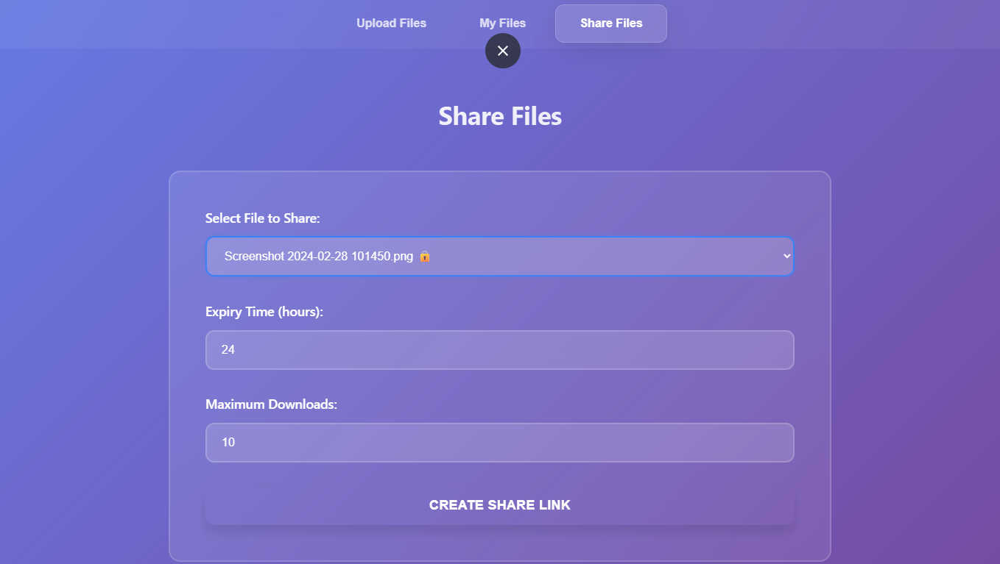 Upload Files My Files Share Files
Share Files
Select File to Share:
Screenshot 2024-02-28 101450.png 🔒
Expiry Time (hours):
24
Maximum Downloads:
10
CREATE SHARE LINK